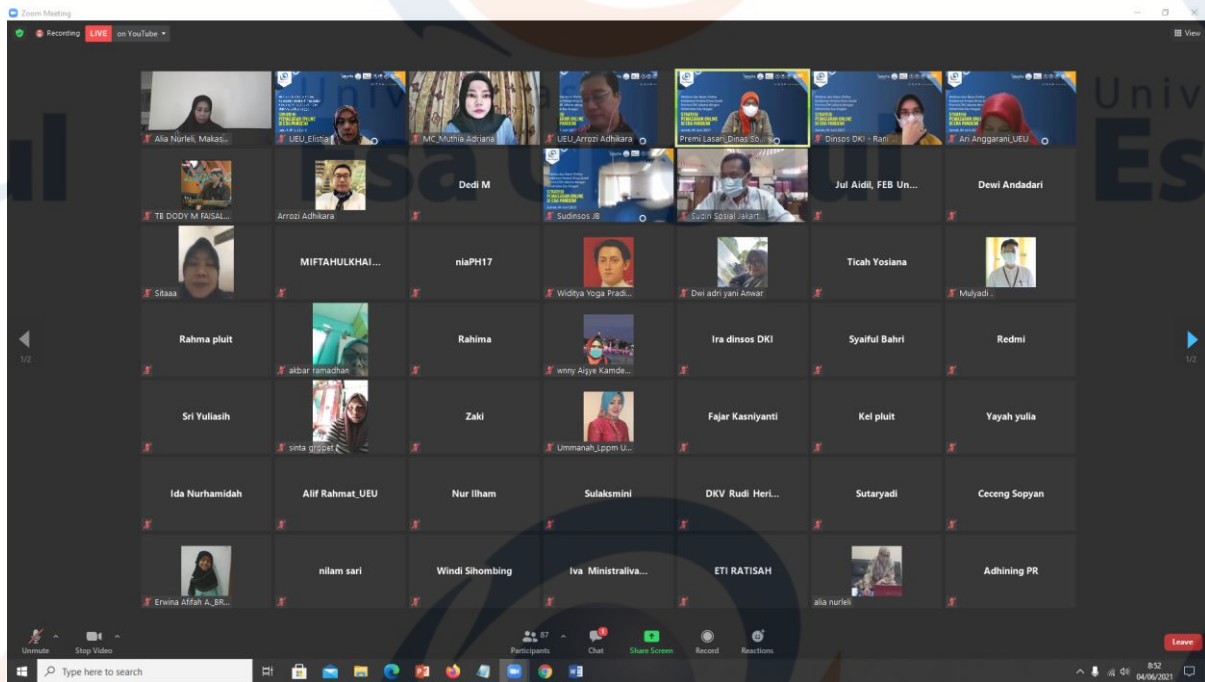 Zoom Meeting
Recording LIVE on YouTube
View
Alia Nurleli, Makas...
UEU_Elistia
MC_Muthia Adriana
UEU_Arrozi Adhikara
Premi Lasari_Dinas So...
Dinsos DKI - Rani
Ari Anggarani_UEU
TB DODY M FAISAL...
Arrozi Adhikara
Dedi M
Sudinsos JB
Sudin Sosial Jakart...
Jul Aidil, FEB Un...
Dewi Andadari
Sitaaa
MIFTAHULKHAI...
niaPH17
Widitya Yoga Pradi...
Dwi adri yani Anwar
Ticah Yosiana
Mulyadi .
1/2
Rahma pluit
akbar ramadhan
Rahima
wnny Aisye Kamde...
Ira dinsos DKI
Syaiful Bahri
Redmi
1/2
Sri Yuliasih
sinta gropet
Zaki
Ummanah_Lppm U...
Fajar Kasniyanti
Kel pluit
Yayah yulia
Ida Nurhamidah
Alif Rahmat_UEU
Nur Ilham
Sulaksmini
DKV Rudi Heri...
Sutaryadi
Ceceng Sopyan
Erwina Afifah A._BR...
nilam sari
Windi Sihombing
Iva Ministraliva...
ETI RATISAH
alia nurleli
Adhining PR
Unmute
Stop Video
Participants 87
Chat 1
Share Screen
Record
Reactions
Leave
Type here to search
8:52
04/06/2021